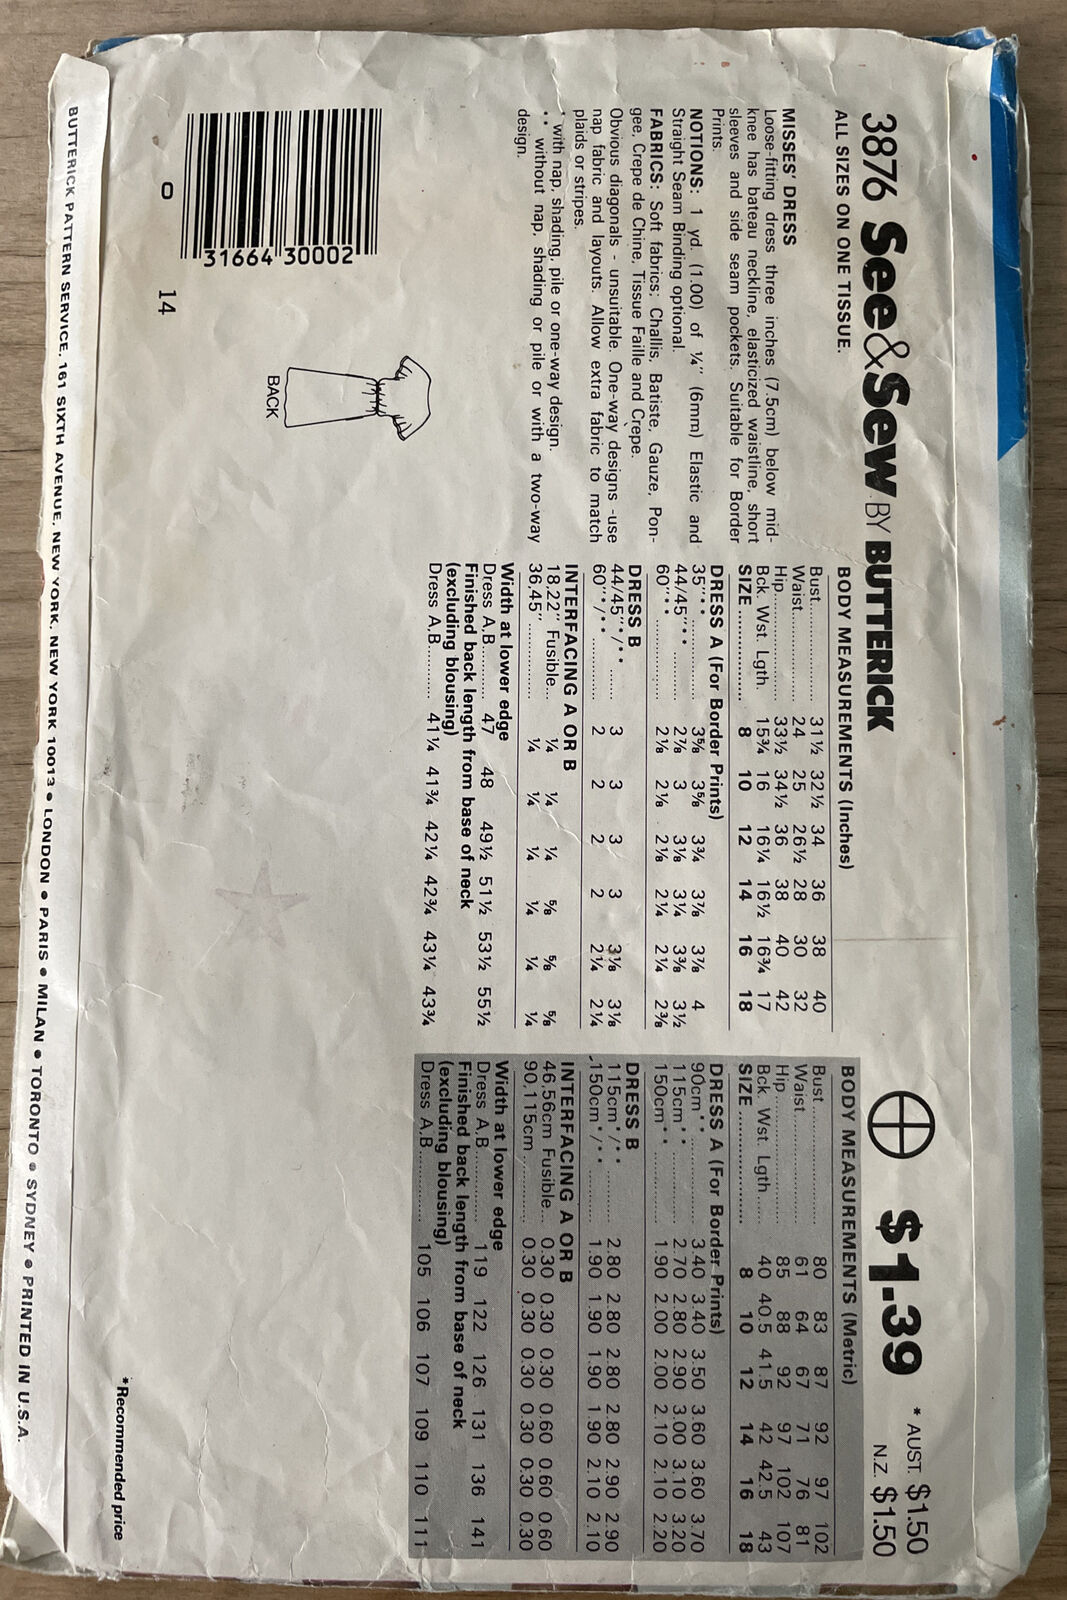 3876 See&Sew BY BUTTERICK
ALL SIZES ON ONE TISSUE.
$1.39
* AUST. $1.50
N.Z. $1.50
MISSES' DRESS
Loose-fitting dress three inches (7.5cm) below mid-
knee has bateau neckline, elasticized waistline, short
sleeves and side seam pockets. Suitable for Border
Prints.
NOTIONS: 1 yd. (1.00) of ¼" (6mm) Elastic and
Straight Seam Binding optional.
FABRICS: Soft fabrics; Challis, Batiste, Gauze, Pon-
gee, Crepe de Chine, Tissue Faille and Crepe.
Obvious diagonals - unsuitable. One-way designs -use
nap fabric and layouts. Allow extra fabric to match
plaids or stripes.
* with nap, shading, pile or one-way design.
** without nap, shading or pile or with a two-way
design.
BACK
31664 30002
0
14
BODY MEASUREMENTS (Inches)
Bust........ 31½ 32½ 34 36 38 40
Waist........ 24 25 26½ 28 30 32
Hip........ 33½ 34½ 36 38 40 42
Bck. Wst. Lgth. 15¾ 16 16¼ 16½ 16¾ 17
SIZE........ 8 10 12 14 16 18
DRESS A (For Border Prints)
35"**........ 3⅝ 3⅝ 3¾ 3⅞ 3⅞ 4
44/45"**........ 2⅞ 3 3⅛ 3¼ 3⅜ 3½
60"**........ 2⅛ 2⅛ 2⅛ 2¼ 2¼ 2⅜
DRESS B
44/45"*/**........ 3 3 3 3 3⅛ 3⅛
60"*/**........ 2 2 2 2 2¼ 2¼
INTERFACING A OR B
18,22" Fusible... ¼ ¼ ¼ ⅝ ⅝ ⅝
36,45"........ ¼ ¼ ¼ ¼ ¼ ¼
Width at lower edge
Dress A,B........ 47 48 49½ 51½ 53½ 55½
Finished back length from base of neck
(excluding blousing)
Dress A,B........ 41¼ 41¾ 42¼ 42¾ 43¼ 43¾
BODY MEASUREMENTS (Metric)
Bust........ 80 83 87 92 97 102
Waist........ 61 64 67 71 76 81
Hip........ 85 88 92 97 102 107
Bck. Wst. Lgth..... 40 40.5 41.5 42 42.5 43
SIZE........ 8 10 12 14 16 18
DRESS A (For Border Prints)
90cm**........ 3.40 3.40 3.50 3.60 3.60 3.70
115cm**........ 2.70 2.80 2.90 3.00 3.10 3.20
150cm**........ 1.90 2.00 2.00 2.10 2.10 2.20
DRESS B
115cm*/**........ 2.80 2.80 2.80 2.80 2.90 2.90
150cm*/**........ 1.90 1.90 1.90 1.90 2.10 2.10
INTERFACING A OR B
46,56cm Fusible... 0.30 0.30 0.30 0.60 0.60 0.60
90,115cm........ 0.30 0.30 0.30 0.30 0.30 0.30
Width at lower edge
Dress A,B........ 119 122 126 131 136 141
Finished back length from base of neck
(excluding blousing)
Dress A,B........ 105 106 107 109 110 111
*Recommended price
BUTTERICK PATTERN SERVICE, 161 SIXTH AVENUE, NEW YORK, NEW YORK 10013 • LONDON • PARIS • MILAN • TORONTO • SYDNEY • PRINTED IN U.S.A.